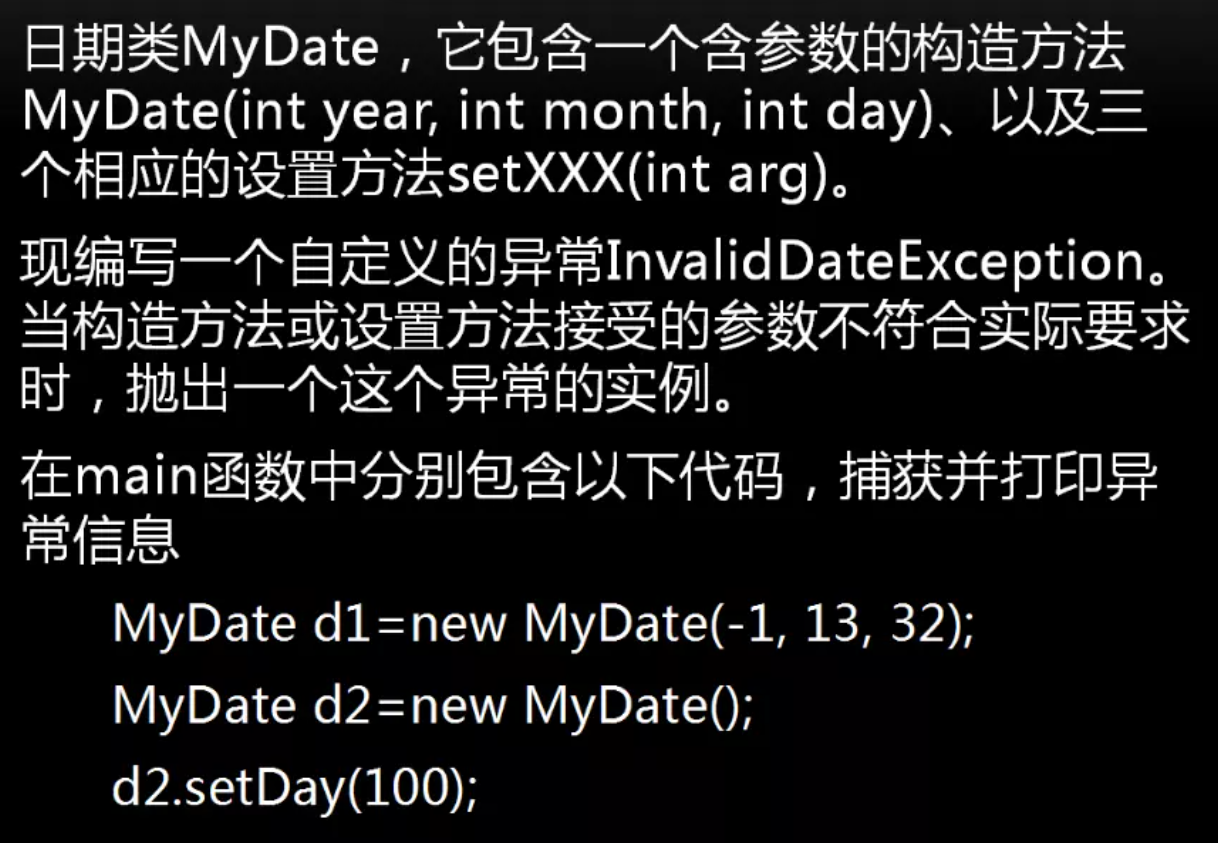 日期类MyDate，它包含一个含参数的构造方法
MyDate(int year, int month, int day)、以及三
个相应的设置方法setXXX(int arg)。
现编写一个自定义的异常InvalidDateException。
当构造方法或设置方法接受的参数不符合实际要求
时，抛出一个这个异常的实例。
在main函数中分别包含以下代码，捕获并打印异
常信息
MyDate d1=new MyDate(-1, 13, 32);
MyDate d2=new MyDate();
d2.setDay(100);